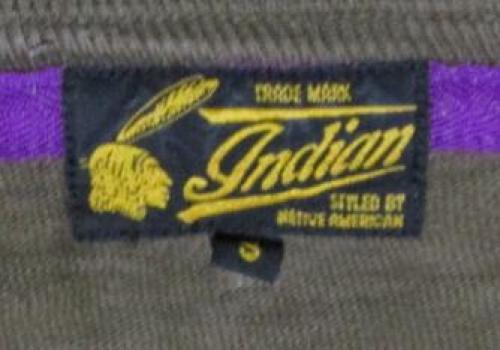 TRADE MARK
Indian
STYLED BY
NATIVE AMERICAN